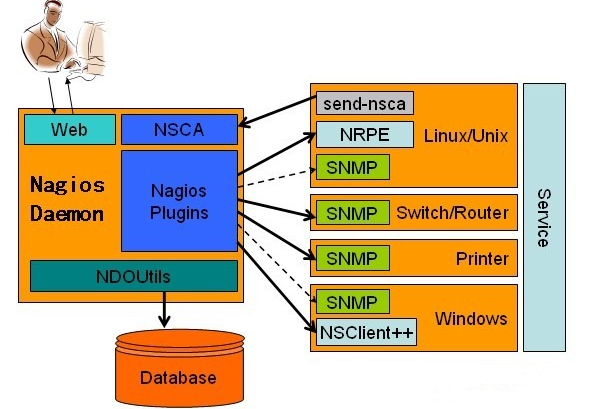 Web
NSCA
Nagios
Daemon
Nagios
Plugins
NDOUtils
Database
send-nsca
NRPE
Linux/Unix
SNMP
SNMP
Switch/Router
SNMP
Printer
SNMP
Windows
NSClient++
Service